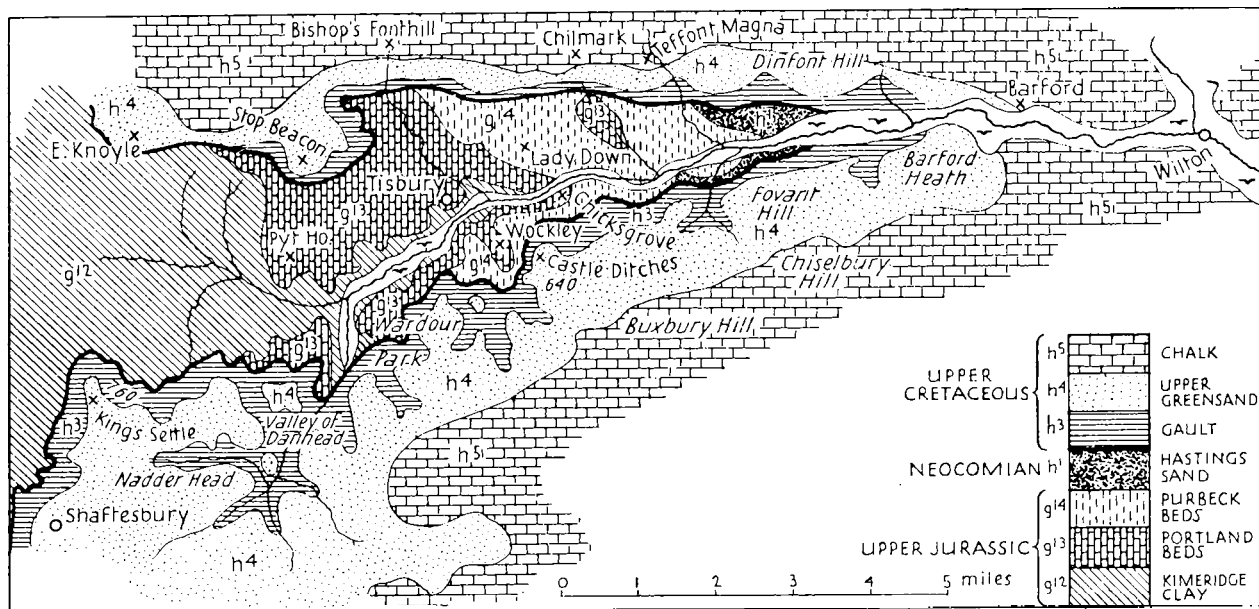 Bishop's Fonthill
Chilmark
Teffont Magna
h5
h4
Dinfont Hill
h5
Barford
h4
Stop Beacon
E. Knoyle
g14
g13
h1
Lady Down
Wilton
Tisbury
Barford
Heath
g13
Chicksgrove
h3
Fovant
Hill
h4
h5
Pyt Ho.
Wockley
g14
Castle Ditches
640
Chiselbury
Hill
g12
g13
Wardour
Park
Buxbury Hill
g13
h4
h4
760
King's Settle
h3
Valley of
Donhead
h5
Nadder Head
Shaftesbury
h4
0 1 2 3 4 5
miles
UPPER
CRETACEOUS
h5 CHALK
h4 UPPER
GREENSAND
h3 GAULT
NEOCOMIAN h1 HASTINGS
SAND
UPPER JURASSIC
g14 PURBECK
BEDS
g13 PORTLAND
BEDS
g12 KIMERIDGE
CLAY